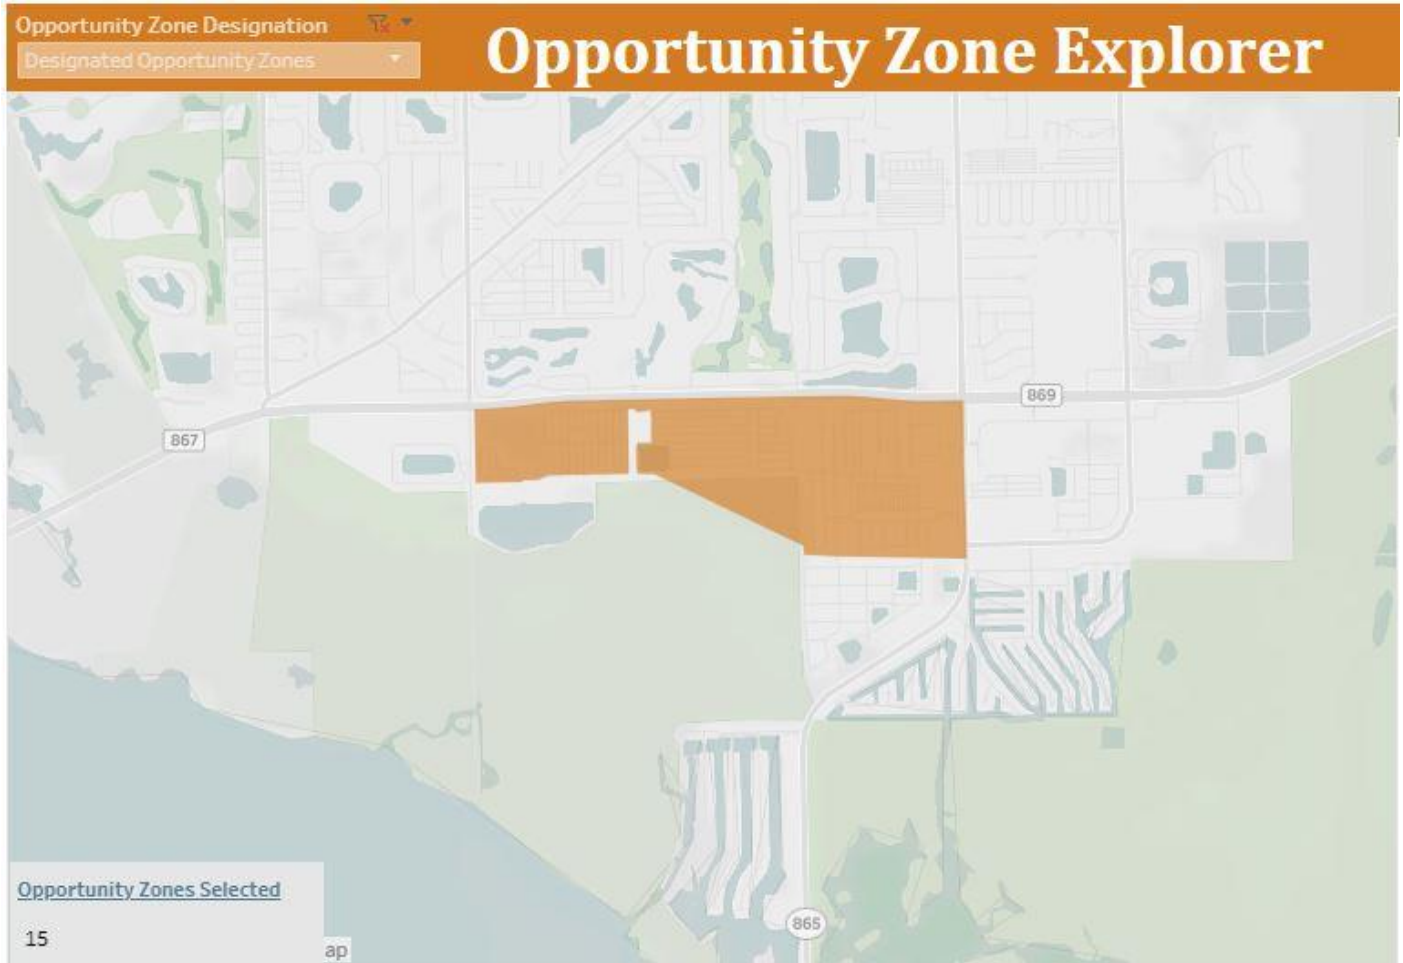 Opportunity Zone Designation
Designated Opportunity Zones
Opportunity Zone Explorer
869
867
Opportunity Zones Selected
15
ap
865